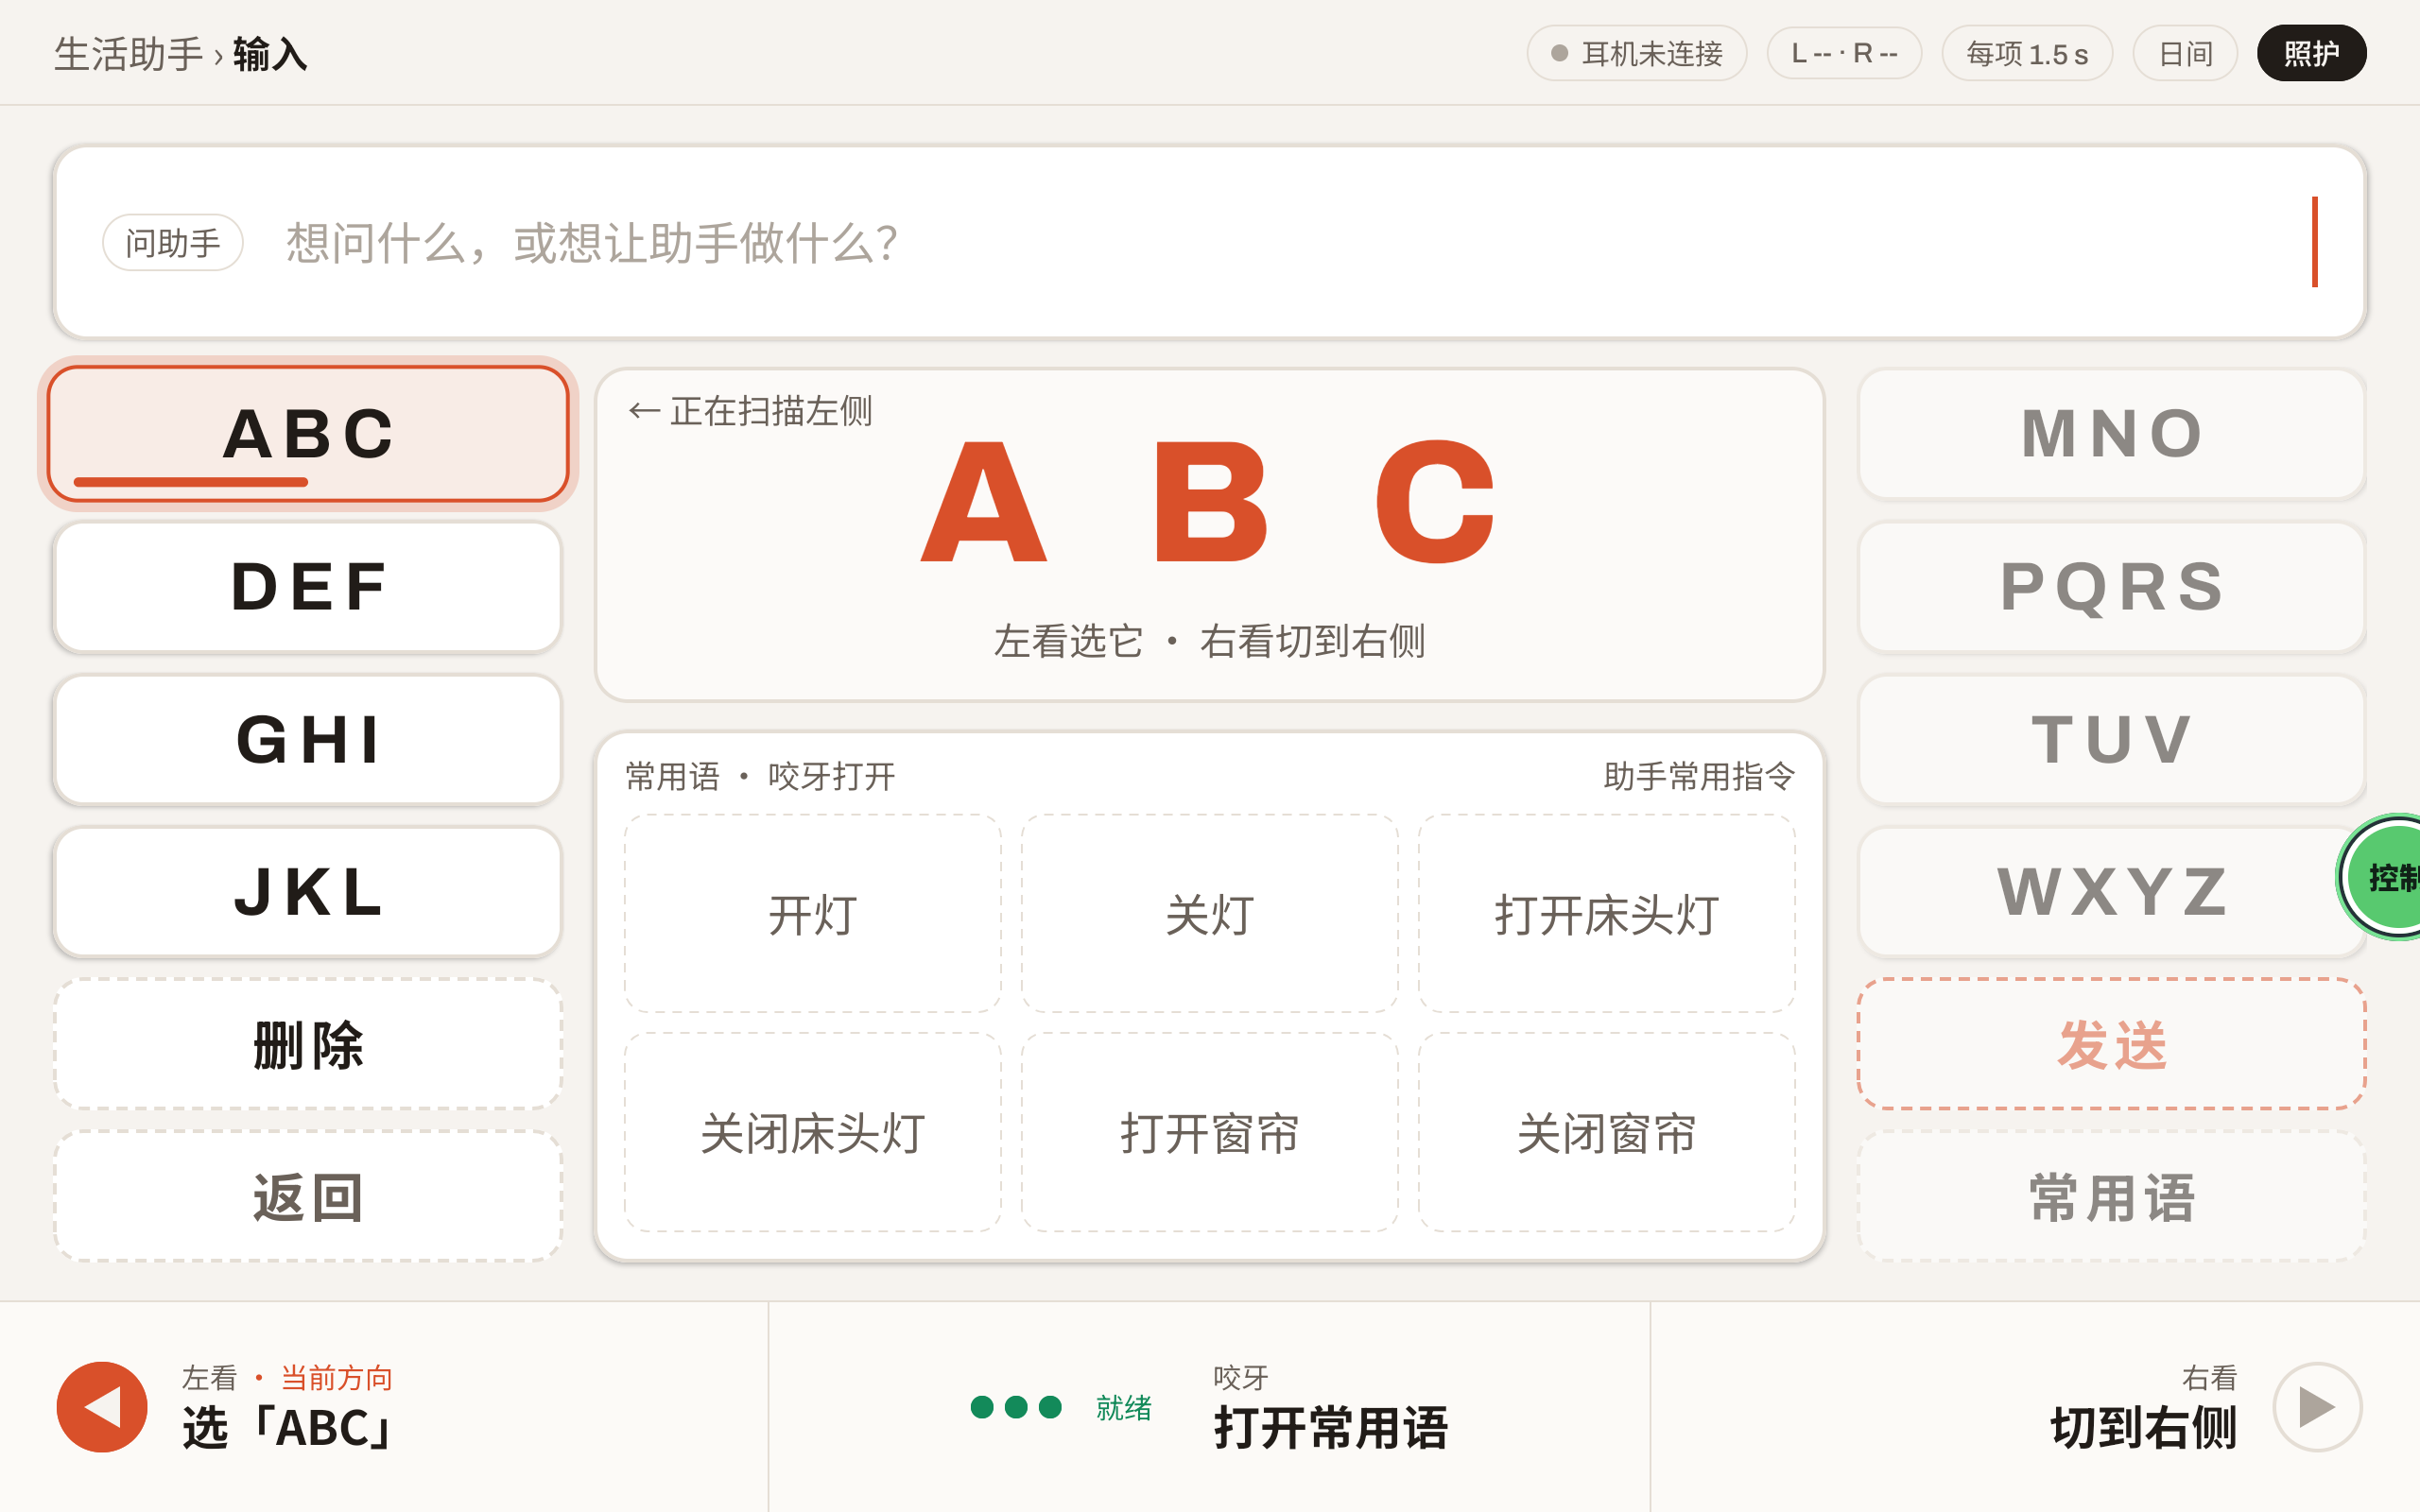 生活助手 › 输入
耳机未连接
L -- · R --
每项 1.5 s
日间
照护
问助手
想问什么，或想让助手做什么？
ABC
DEF
GHI
JKL
删除
返回
← 正在扫描左侧
A B C
左看选它 · 右看切到右侧
常用语 · 咬牙打开
助手常用指令
开灯
关灯
打开床头灯
关闭床头灯
打开窗帘
关闭窗帘
MNO
PQRS
TUV
WXYZ
发送
常用语
左看 · 当前方向
选「ABC」
就绪
咬牙
打开常用语
右看
切到右侧